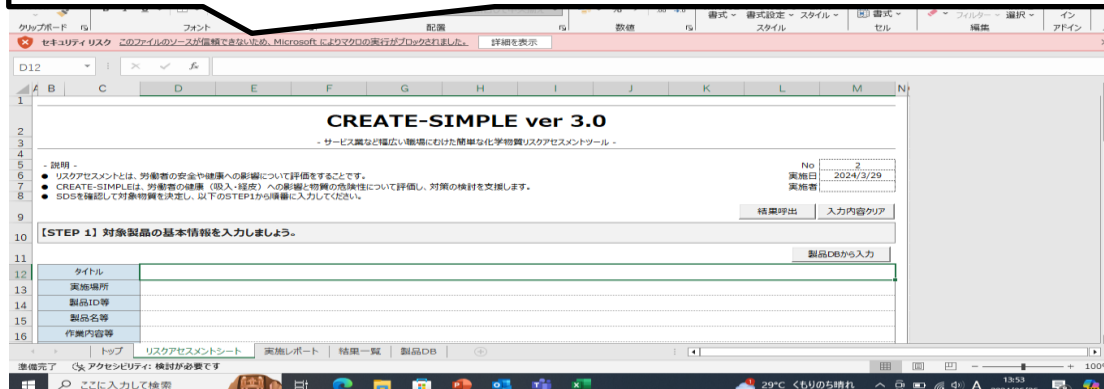 クリップボード フォント 配置 数値 スタイル セル 編集 アドイン
書式 書式設定 スタイル 書式 フィルター 選択 イン
セキュリティ リスク このファイルのソースが信頼できないため、Microsoft によりマクロの実行がブロックされました。 詳細を表示
D12 fx
A B C D E F G H I J K L M N
1
2 CREATE-SIMPLE ver 3.0
3 - サービス業など幅広い職場にむけた簡単な化学物質リスクアセスメントツール -
4
5 - 説明 - No 2
6 ● リスクアセスメントとは、労働者の安全や健康への影響について評価をすることです。 実施日 2024/3/29
7 ● CREATE-SIMPLEは、労働者の健康（吸入・経皮）への影響と物質の危険性について評価し、対策の検討を支援します。 実施者
8 ● SDSを確認して対象物質を決定し、以下のSTEP1から順番に入力してください。
9 結果呼出 入力内容クリア
10 【STEP 1】対象製品の基本情報を入力しましょう。
11 製品DBから入力
12 タイトル
13 実施場所
14 製品ID等
15 製品名等
16 作業内容等
トップ リスクアセスメントシート 実施レポート 結果一覧 製品DB
準備完了 アクセシビリティ: 検討が必要です 100%
ここに入力して検索 29°C くもりのち晴れ A 13:53